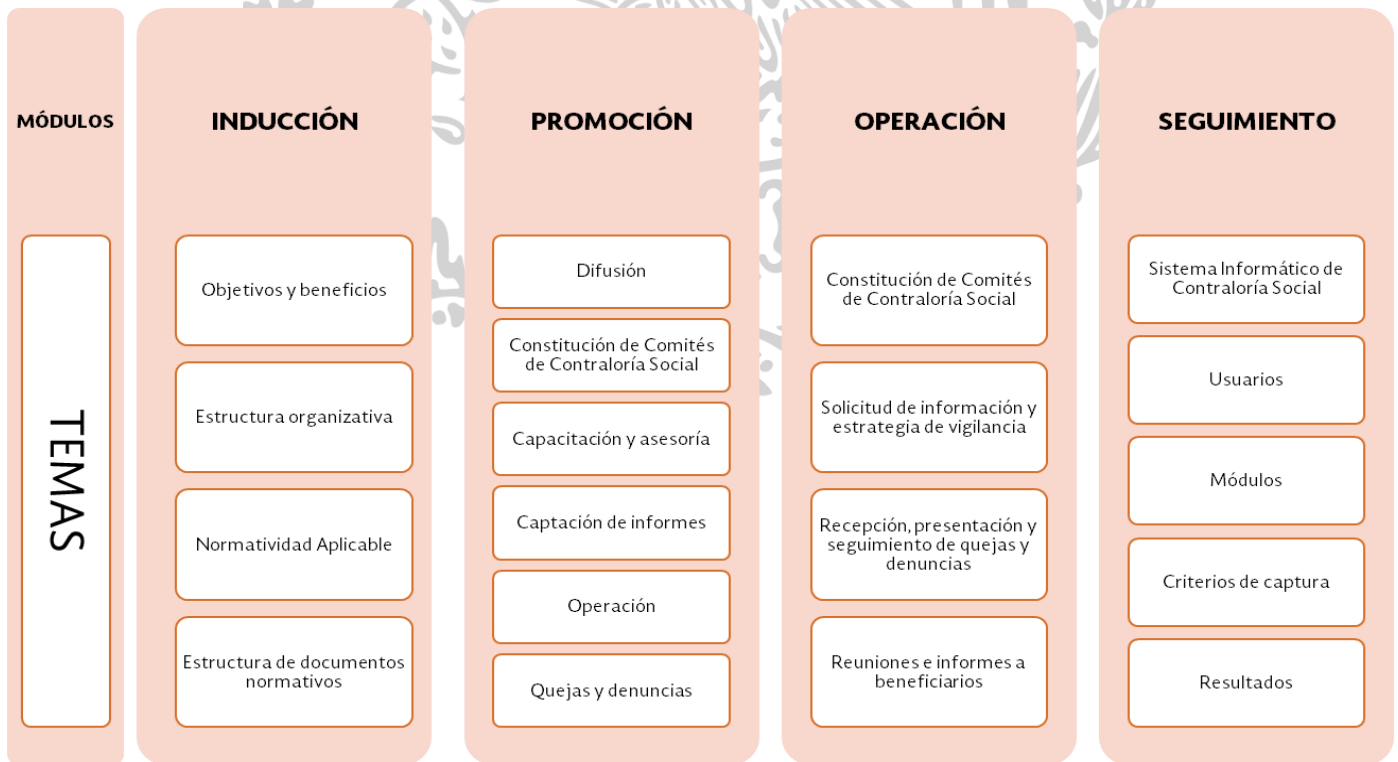 MÓDULOS
INDUCCIÓN
PROMOCIÓN
OPERACIÓN
SEGUIMIENTO
TEMAS
Objetivos y beneficios
Estructura organizativa
Normatividad Aplicable
Estructura de documentos
normativos
Difusión
Constitución de Comités
de Contraloría Social
Capacitación y asesoría
Captación de informes
Operación
Quejas y denuncias
Constitución de Comités
de Contraloría Social
Solicitud de información y
estrategia de vigilancia
Recepción, presentación y
seguimiento de quejas y
denuncias
Reuniones e informes a
beneficiarios
Sistema Informático de
Contraloría Social
Usuarios
Módulos
Criterios de captura
Resultados